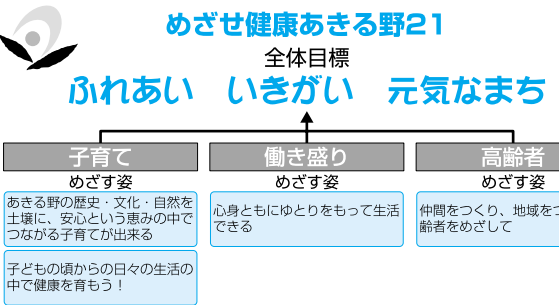 めざせ健康あきる野21
全体目標
ふれあい いきがい 元気なまち
子育て 働き盛り 高齢者
めざす姿 めざす姿 めざす姿
あきる野の歴史・文化・自然を
土壌に、安心という恵みの中で
つながる子育てが出来る
心身ともにゆとりをもって生活
できる
仲間をつくり、地域を
齢者をめざして
子どもの頃からの日々の生活の
中で健康を育もう！